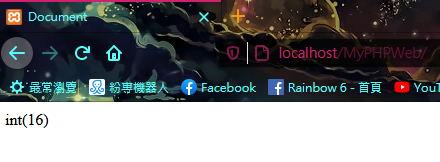 Document
localhost/MyPHPWeb/
最常瀏覽 粉專機器人 Facebook Rainbow 6 - 首頁 YouT
int(16)